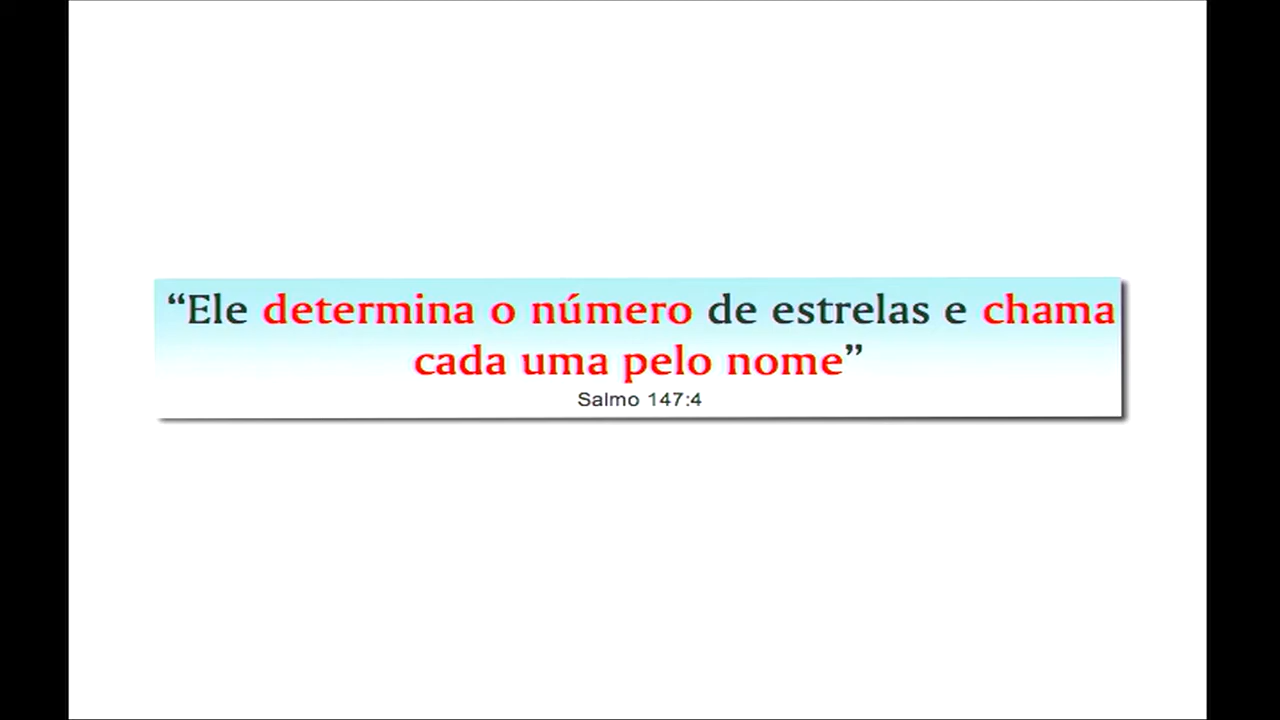 “Ele determina o número de estrelas e chama
cada uma pelo nome”
Salmo 147:4